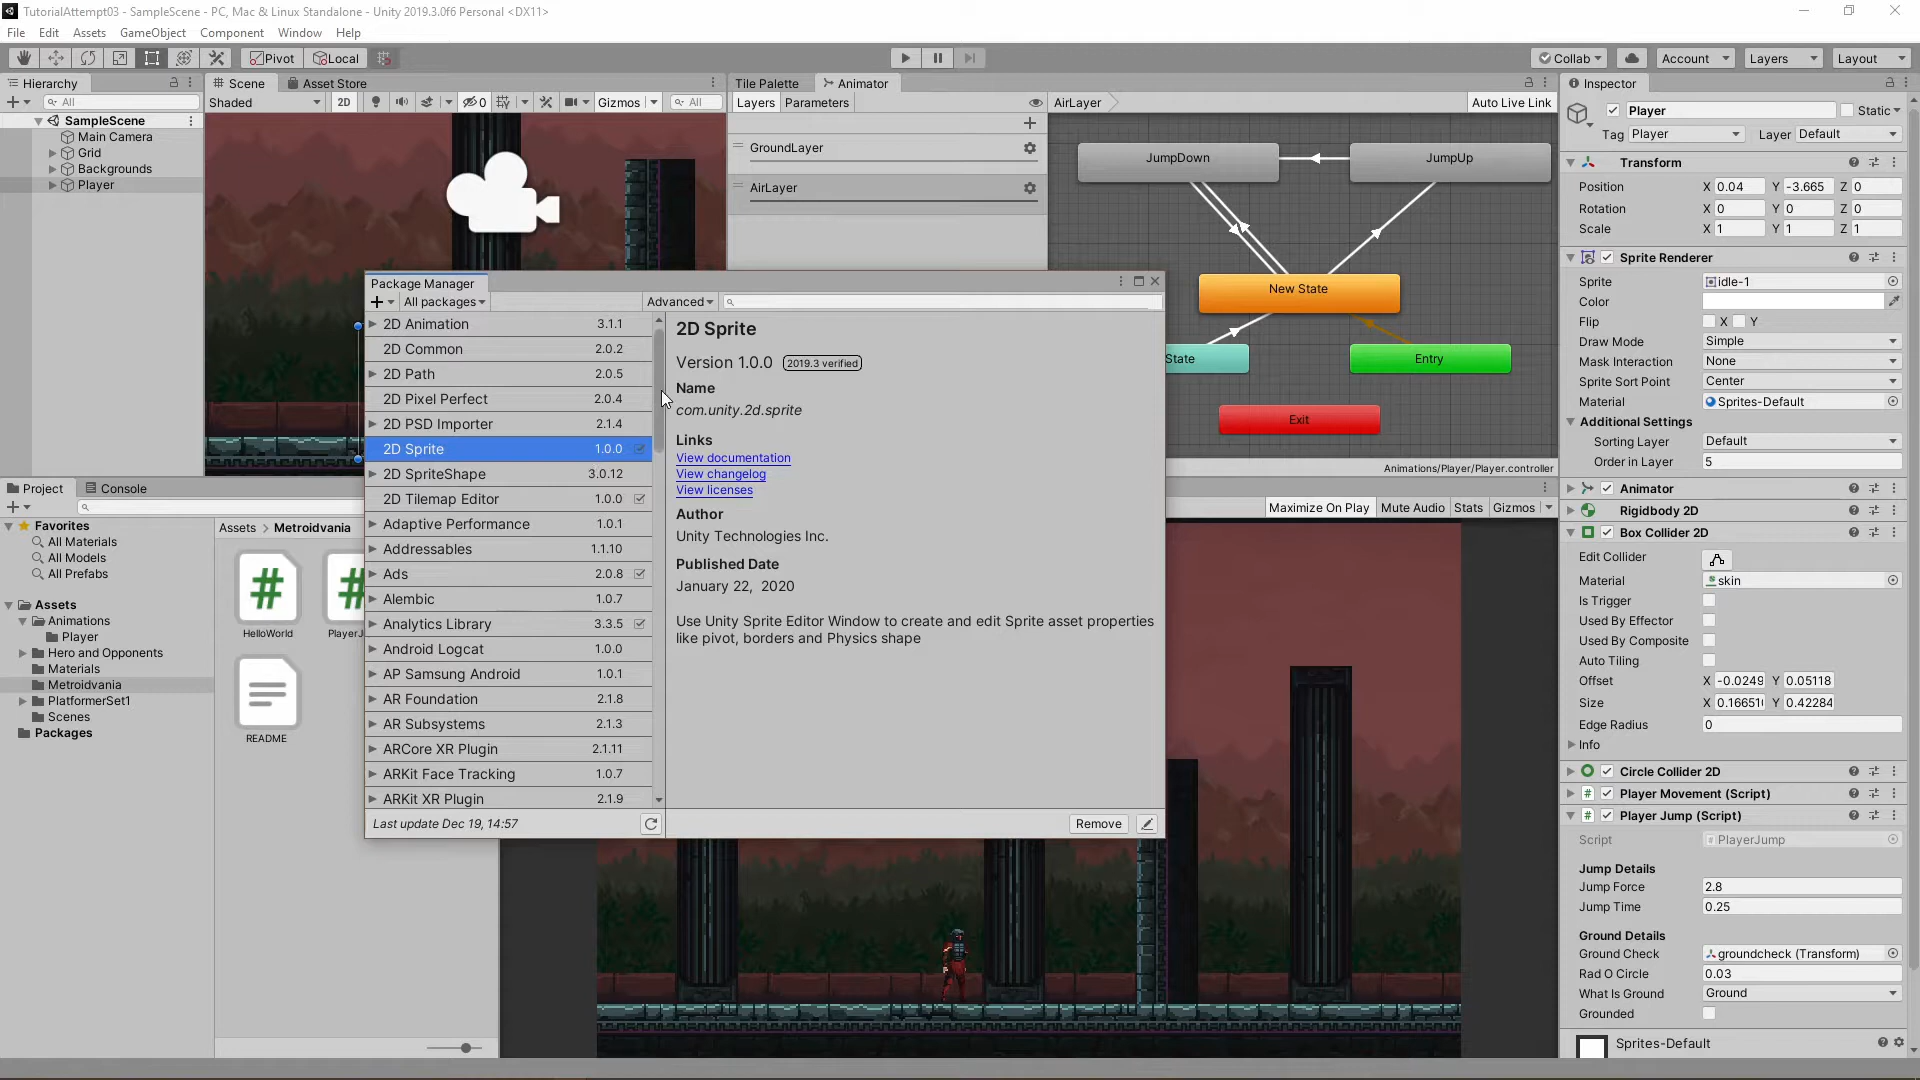 TutorialAttempt03 - SampleScene - PC, Mac & Linux Standalone - Unity 2019.3.0f6 Personal <DX11>
File Edit Assets GameObject Component Window Help
Pivot Local Collab Account Layers Layout
Hierarchy
All
SampleScene
Main Camera
Grid
Backgrounds
Player
Scene Asset Store
Shaded 2D 0 Gizmos All
Tile Palette Animator
Layers Parameters AirLayer Auto Live Link
GroundLayer
AirLayer
JumpDown JumpUp
New State
State Entry
Exit
Animations/Player/Player.controller
Package Manager
All packages Advanced
2D Animation 3.1.1
2D Common 2.0.2
2D Path 2.0.5
2D Pixel Perfect 2.0.4
2D PSD Importer 2.1.4
2D Sprite 1.0.0
2D SpriteShape 3.0.12
2D Tilemap Editor 1.0.0
Adaptive Performance 1.0.1
Addressables 1.1.10
Ads 2.0.8
Alembic 1.0.7
Analytics Library 3.3.5
Android Logcat 1.0.0
AP Samsung Android 1.0.1
AR Foundation 2.1.8
AR Subsystems 2.1.3
ARCore XR Plugin 2.1.11
ARKit Face Tracking 1.0.7
ARKit XR Plugin 2.1.9
Last update Dec 19, 14:57
2D Sprite
Version 1.0.0 2019.3 verified
Name
com.unity.2d.sprite
Links
View documentation
View changelog
View licenses
Author
Unity Technologies Inc.
Published Date
January 22, 2020
Use Unity Sprite Editor Window to create and edit Sprite asset properties
like pivot, borders and Physics shape
Remove
Project Console
Favorites
All Materials
All Models
All Prefabs
Assets
Animations
Player
Hero and Opponents
Materials
Metroidvania
PlatformerSet1
Scenes
Packages
Assets > Metroidvania
HelloWorld PlayerJ
README
Maximize On Play Mute Audio Stats Gizmos
Inspector
Player Static
Tag Player Layer Default
Transform
Position X 0.04 Y -3.665 Z 0
Rotation X 0 Y 0 Z 0
Scale X 1 Y 1 Z 1
Sprite Renderer
Sprite idle-1
Color
Flip X Y
Draw Mode Simple
Mask Interaction None
Sprite Sort Point Center
Material Sprites-Default
Additional Settings
Sorting Layer Default
Order in Layer 5
Animator
Rigidbody 2D
Box Collider 2D
Edit Collider
Material skin
Is Trigger
Used By Effector
Used By Composite
Auto Tiling
Offset X -0.0249 Y 0.05118
Size X 0.16651 Y 0.42284
Edge Radius 0
Info
Circle Collider 2D
Player Movement (Script)
Player Jump (Script)
Script PlayerJump
Jump Details
Jump Force 2.8
Jump Time 0.25
Ground Details
Ground Check groundcheck (Transform)
Rad O Circle 0.03
What Is Ground Ground
Grounded
Sprites-Default